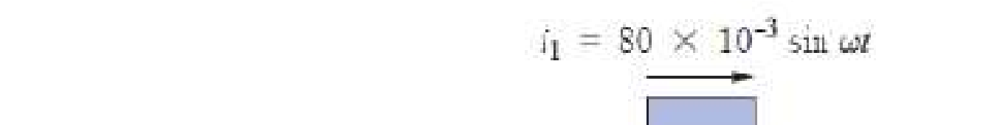 i₁ = 80 × 10⁻³ sin ωt